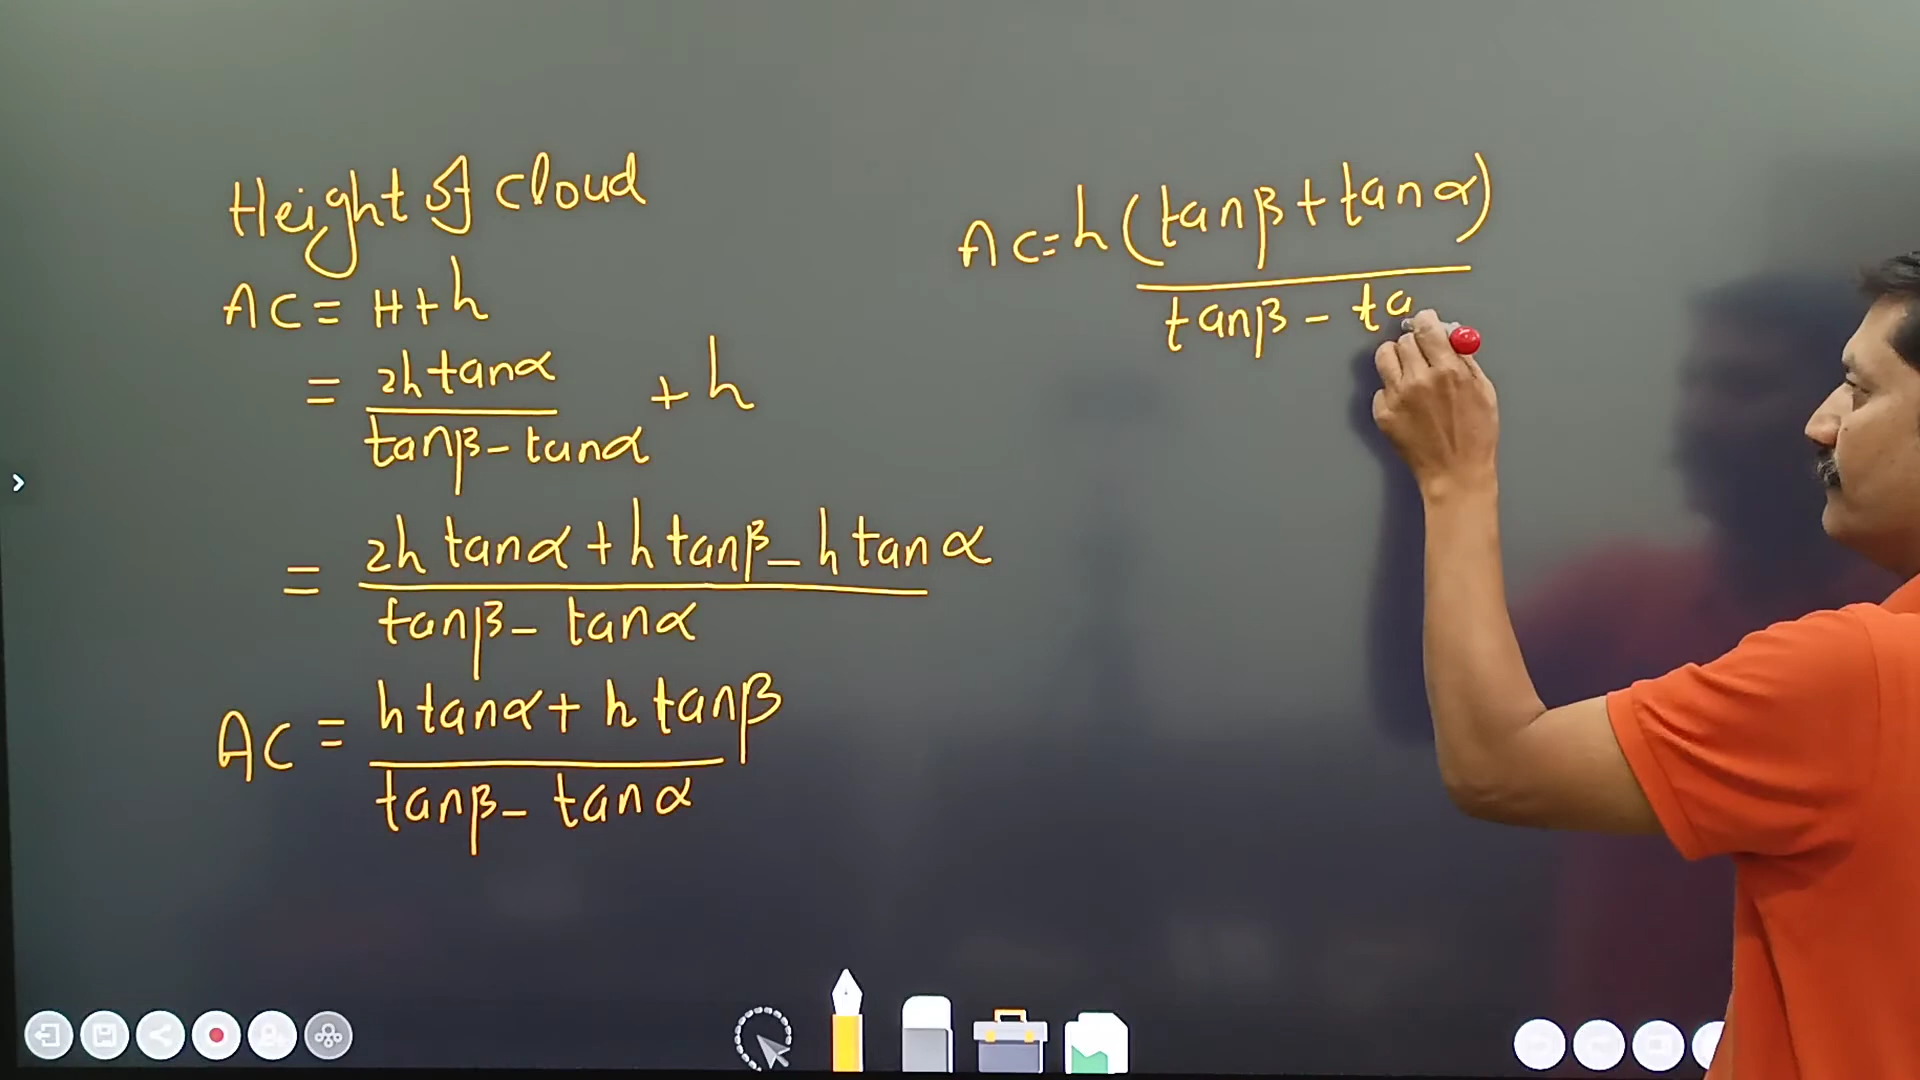 Height of cloud
AC = H + h
= 2h tanα / tanβ - tanα + h
= 2h tanα + h tanβ - h tanα / tanβ - tanα
AC = h tanα + h tanβ / tanβ - tanα
AC = h (tanβ + tanα) / tanβ - ta